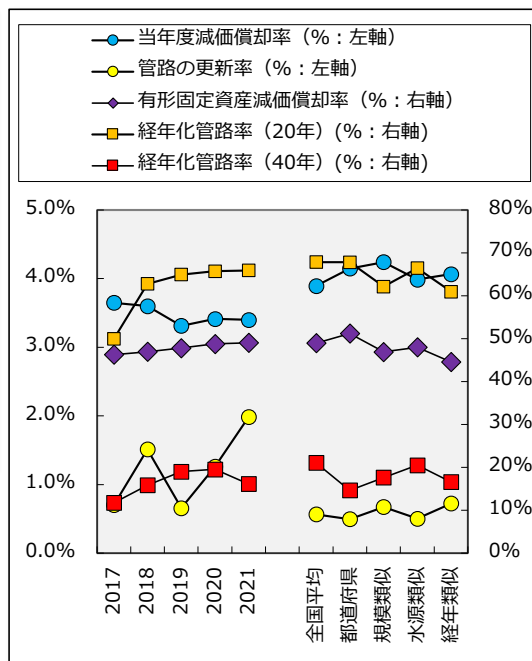 当年度減価償却率（%：左軸）
管路の更新率（%：左軸）
有形固定資産減価償却率（%：右軸）
経年化管路率（20年）(%：右軸)
経年化管路率（40年）(%：右軸)
5.0%
4.0%
3.0%
2.0%
1.0%
0.0%
80%
70%
60%
50%
40%
30%
20%
10%
0%
2017
2018
2019
2020
2021
全国平均
都道府県
規模類似
水源類似
経年類似